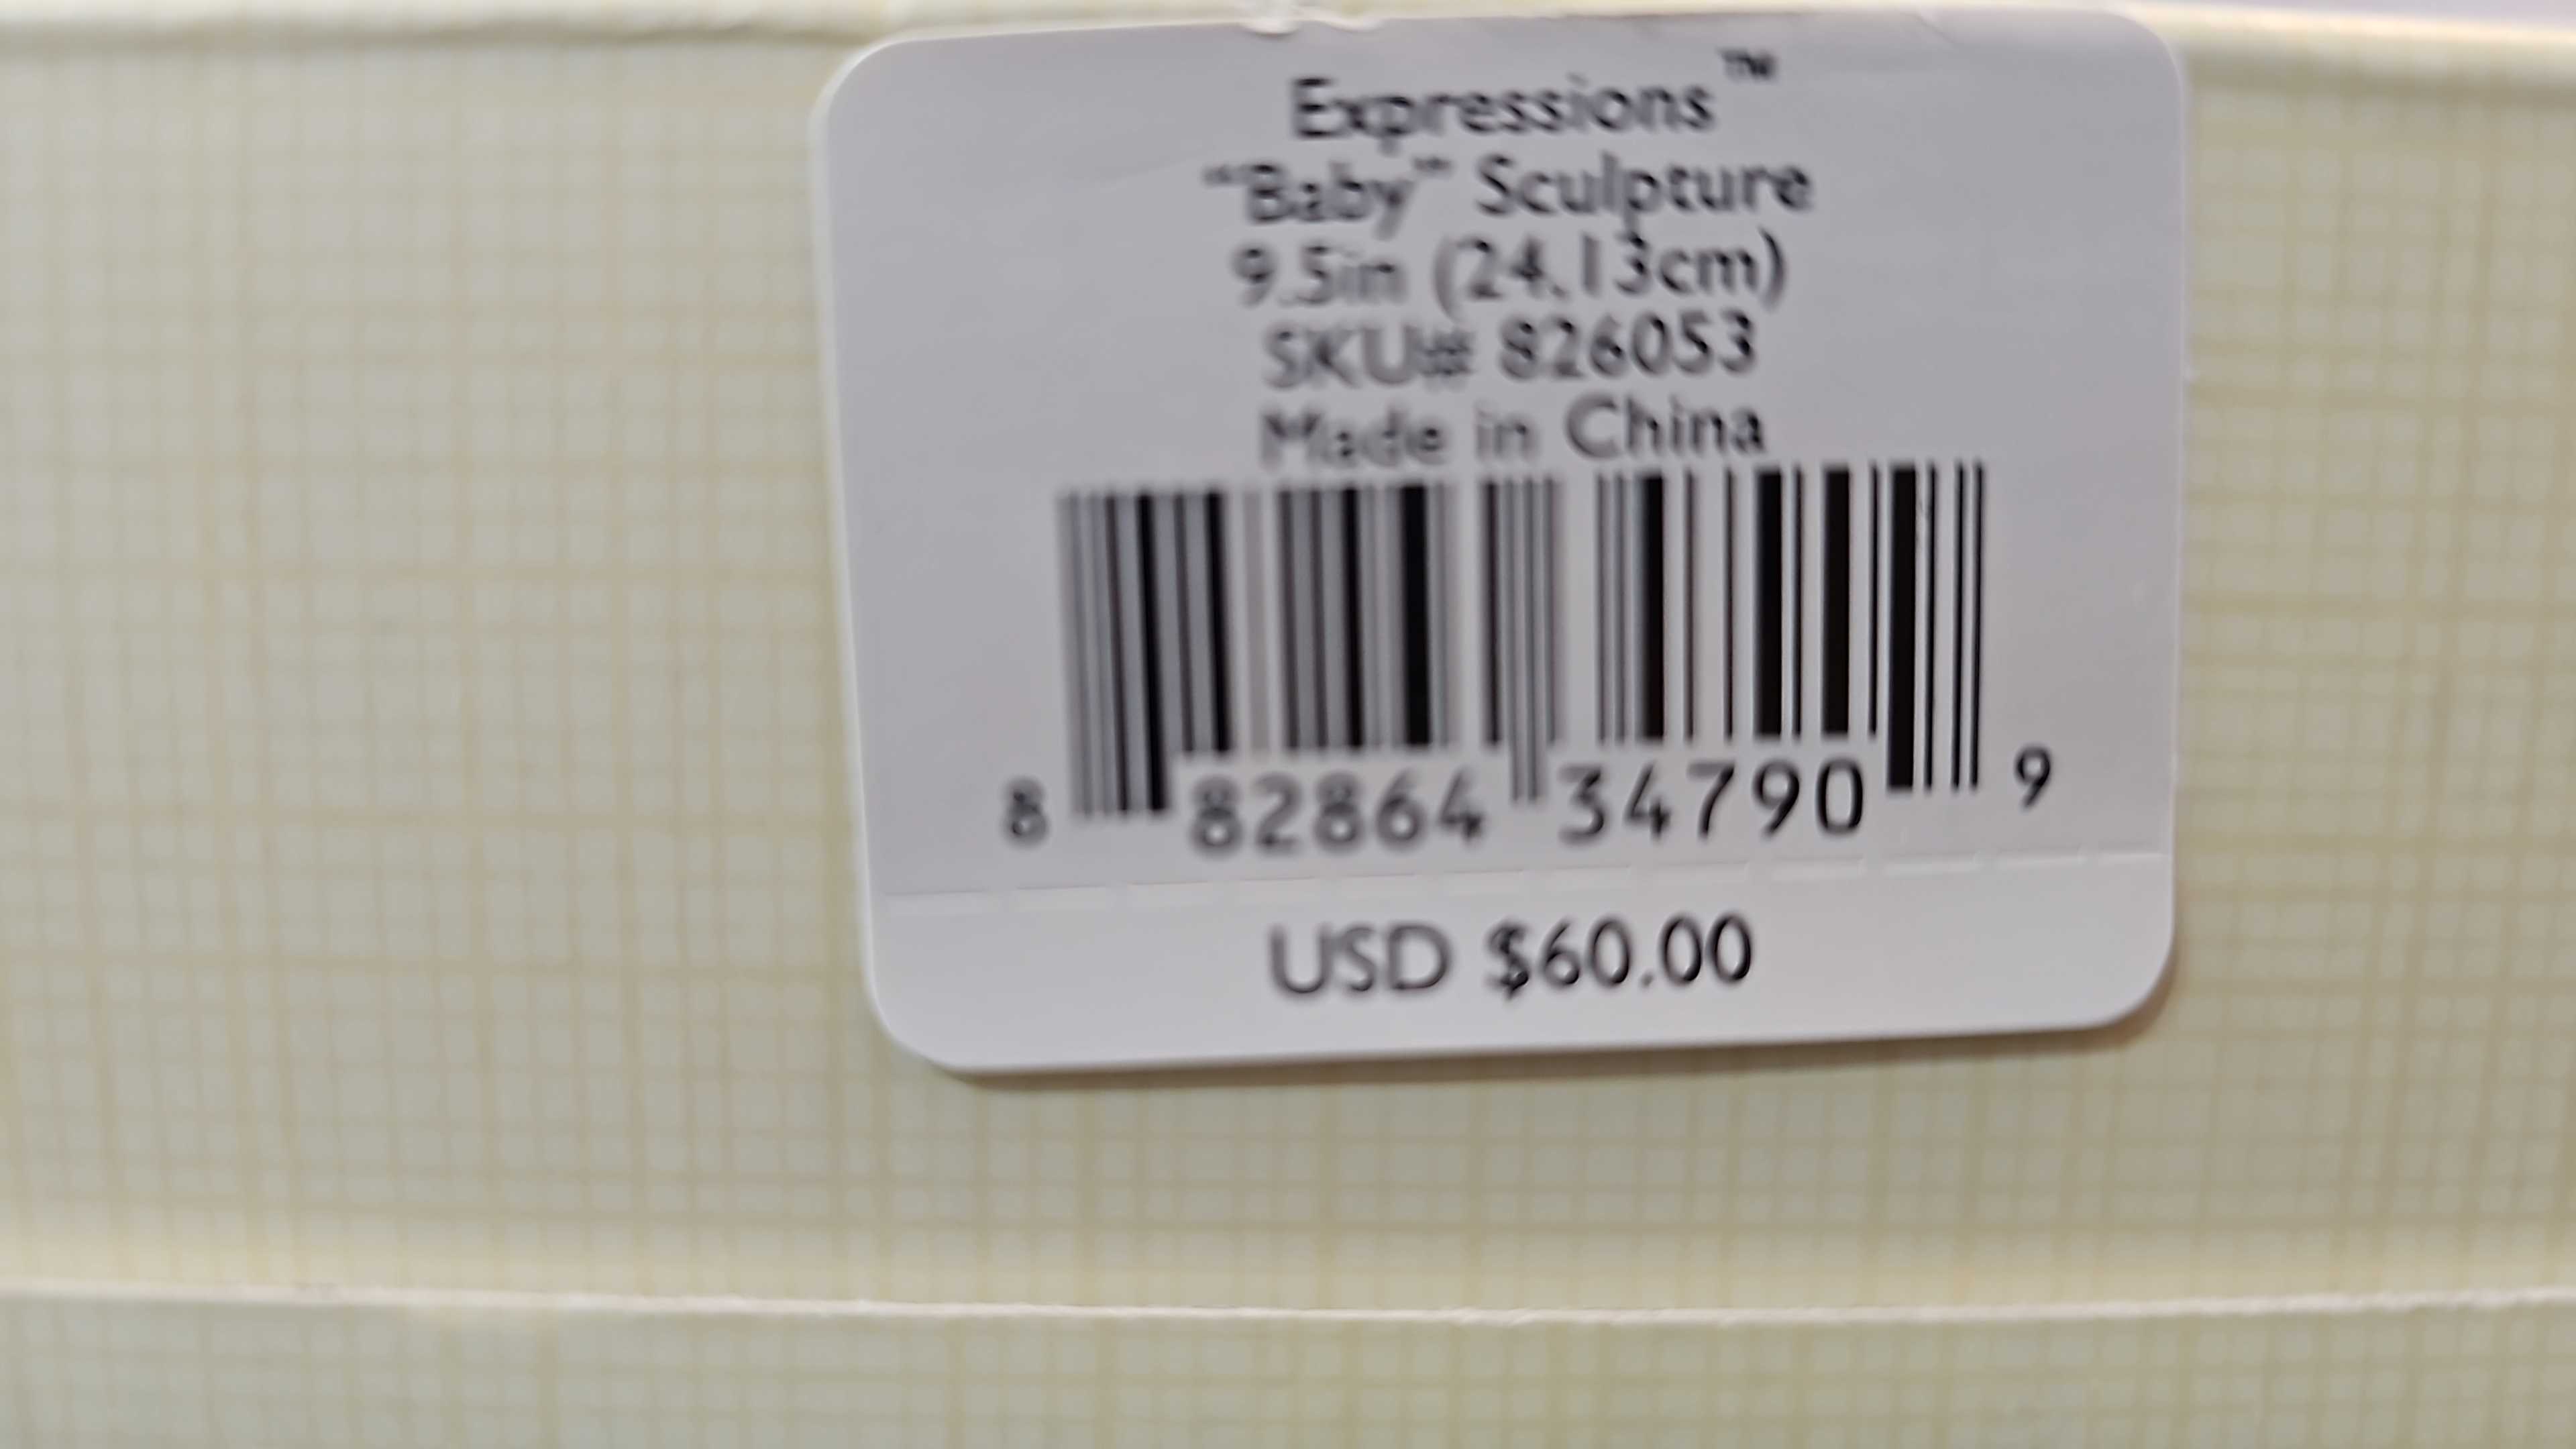 Expressions™
"Baby" Sculpture
9.5in (24.13cm)
SKU# 826053
Made in China
8 82864 34790 9
USD $60.00